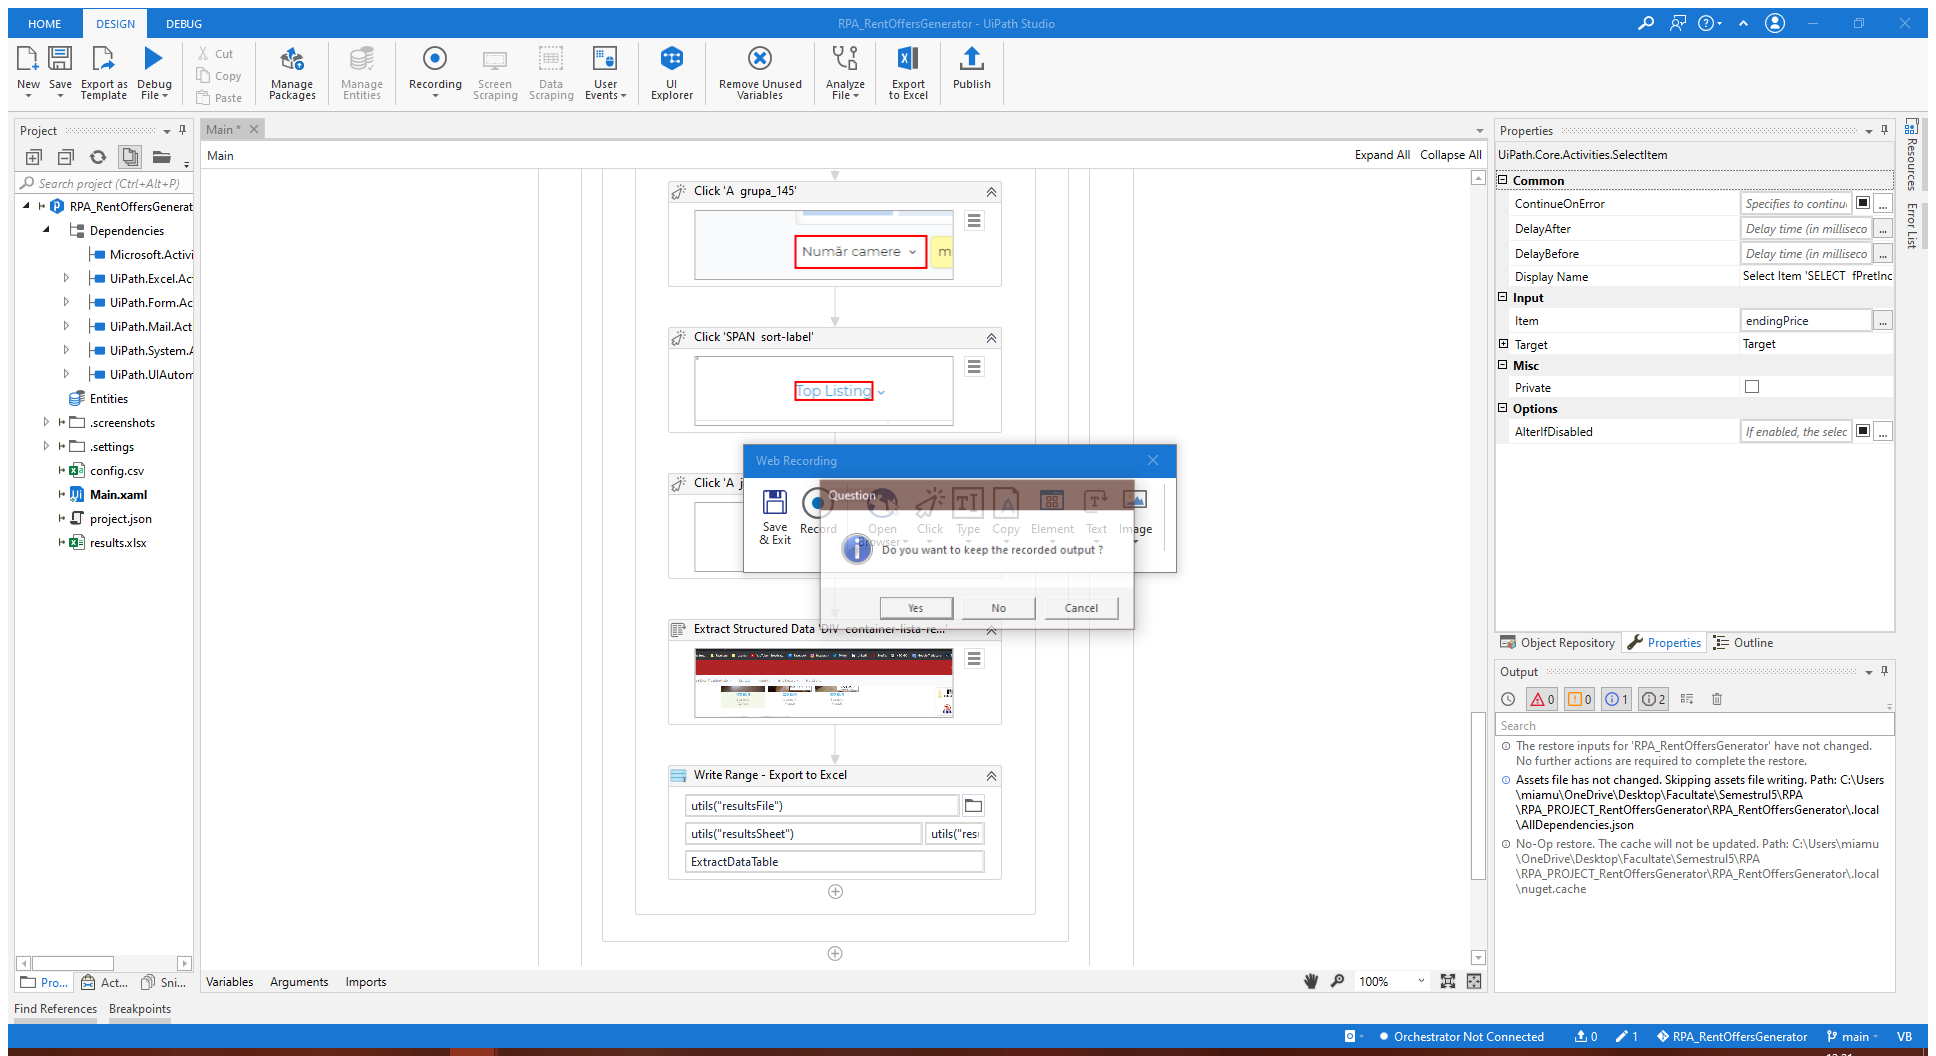 HOME
DESIGN
DEBUG
RPA_RentOffersGenerator - UiPath Studio
New
Save
Export as Template
Debug File
Cut
Copy
Paste
Manage Packages
Manage Entities
Recording
Screen Scraping
Data Scraping
User Events
UI Explorer
Remove Unused Variables
Analyze File
Export to Excel
Publish
Project
Search project (Ctrl+Alt+P)
RPA_RentOffersGenerat
Dependencies
Microsoft.Activi
UiPath.Excel.Ac
UiPath.Form.Ac
UiPath.Mail.Act
UiPath.System.A
UiPath.UIAutom
Entities
.screenshots
.settings
config.csv
Main.xaml
project.json
results.xlsx
Pro...
Act...
Sni...
Find References
Breakpoints
Main *
Main
Expand All
Collapse All
Click 'A grupa_145'
Număr camere
m
Click 'SPAN sort-label'
Top Listing
Click 'A j
Web Recording
Save & Exit
Record
Open Browser
Click
Type
Copy
Element
Text
Image
Question
Do you want to keep the recorded output ?
Yes
No
Cancel
Extract Structured Data 'DIV container-lista-re...'
Write Range - Export to Excel
utils("resultsFile")
utils("resultsSheet")
utils("resu
ExtractDataTable
Variables
Arguments
Imports
100%
Properties
UiPath.Core.Activities.SelectItem
Common
ContinueOnError
Specifies to continu
DelayAfter
Delay time (in milliseco
DelayBefore
Delay time (in milliseco
Display Name
Select Item 'SELECT fPretInc
Input
Item
endingPrice
Target
Target
Misc
Private
Options
AlterIfDisabled
If enabled, the selec
Object Repository
Properties
Outline
Resources
Error List
Output
0
0
1
2
Search
The restore inputs for 'RPA_RentOffersGenerator' have not changed.
No further actions are required to complete the restore.
Assets file has not changed. Skipping assets file writing. Path: C:\Users
\miamu\OneDrive\Desktop\Facultate\Semestrul5\RPA
\RPA_PROJECT_RentOffersGenerator\RPA_RentOffersGenerator\.local
\AllDependencies.json
No-Op restore. The cache will not be updated. Path: C:\Users\miamu
\OneDrive\Desktop\Facultate\Semestrul5\RPA
\RPA_PROJECT_RentOffersGenerator\RPA_RentOffersGenerator\.local
\nuget.cache
Orchestrator Not Connected
0
1
RPA_RentOffersGenerator
main
VB